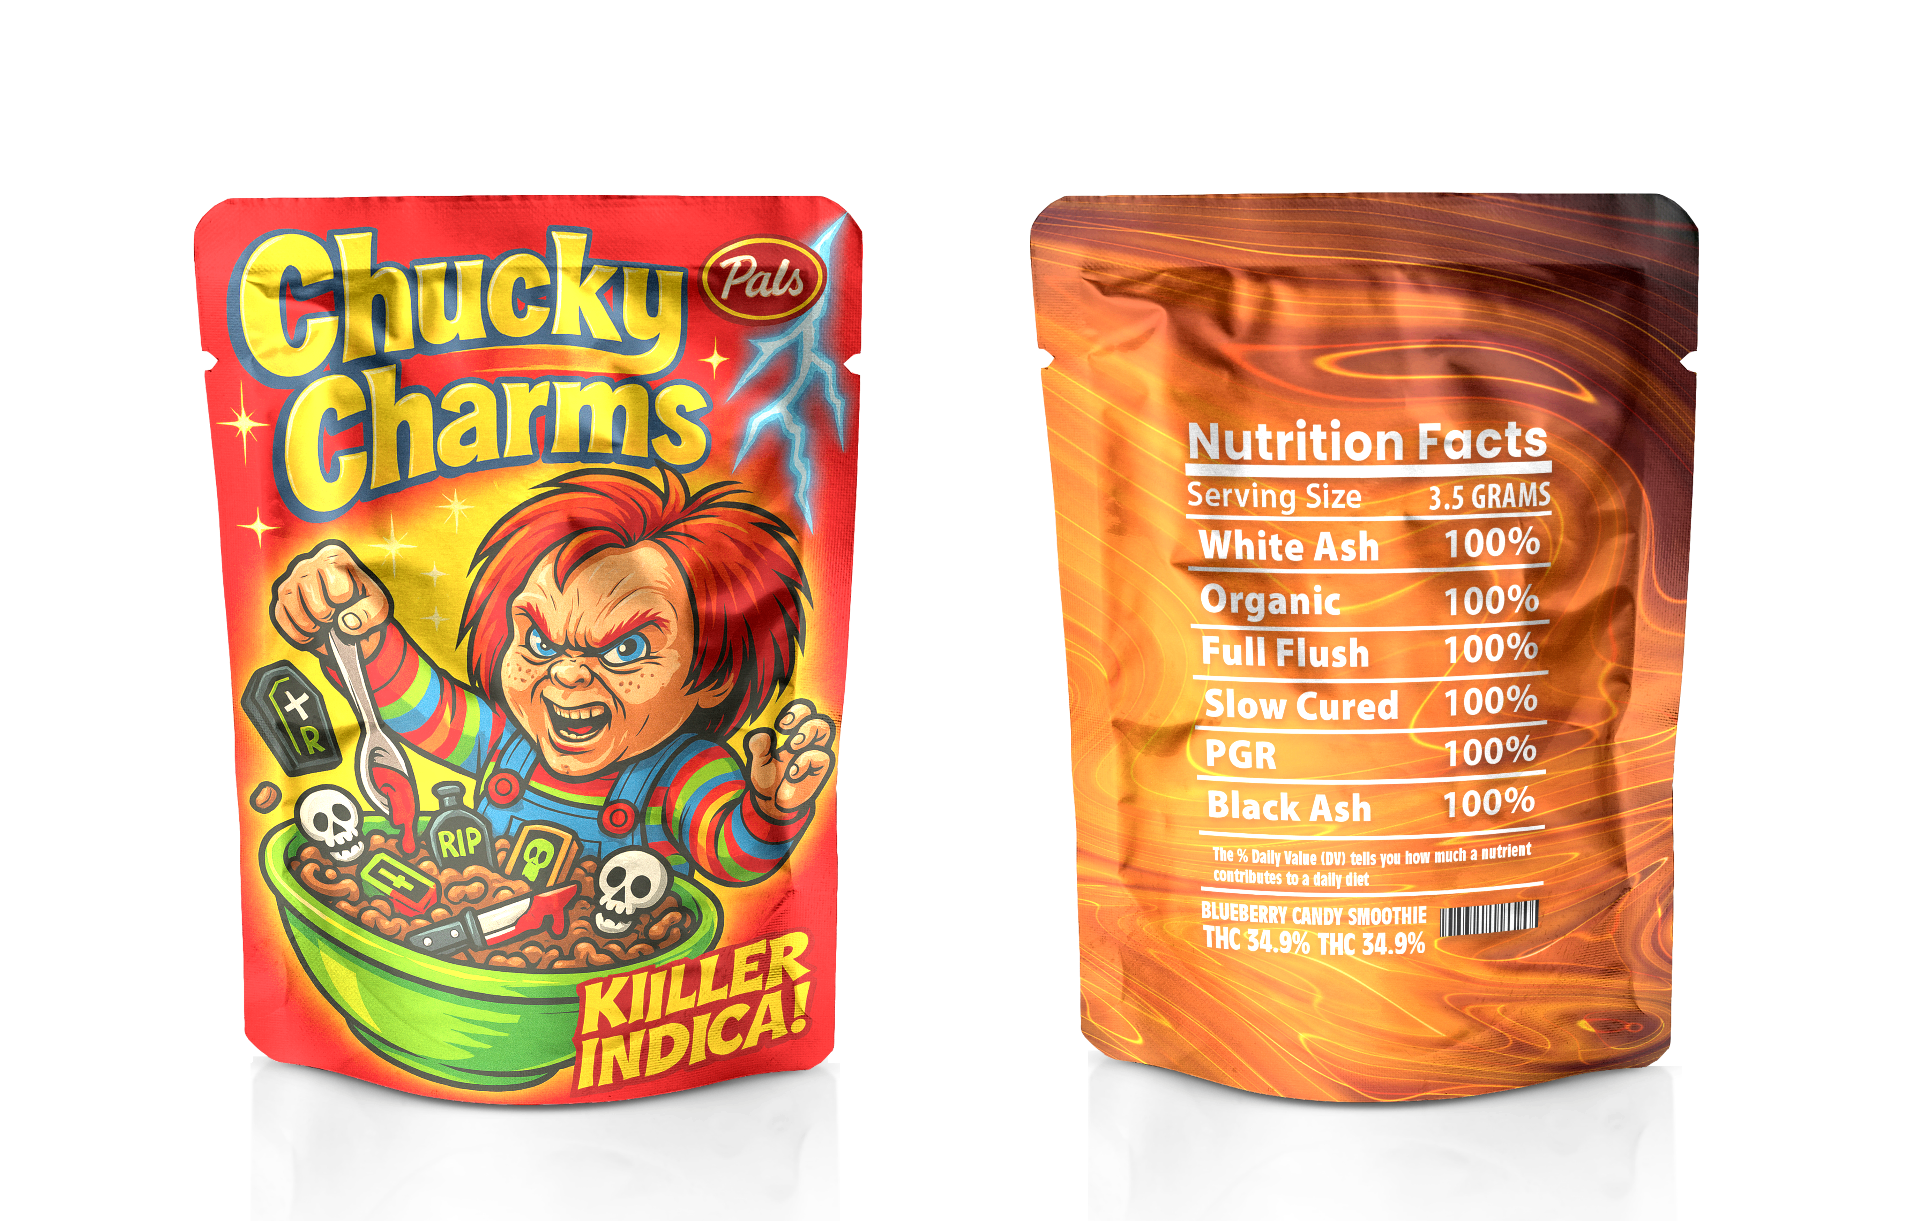 Chucky
Charms
Pals
R
RIP
KIILLER
INDICA!
Nutrition Facts
Serving Size 3.5 GRAMS
White Ash 100%
Organic 100%
Full Flush 100%
Slow Cured 100%
PGR 100%
Black Ash 100%
The % Daily Value (DV) tells you how much a nutrient
contributes to a daily diet
BLUEBERRY CANDY SMOOTHIE
THC 34.9% THC 34.9%